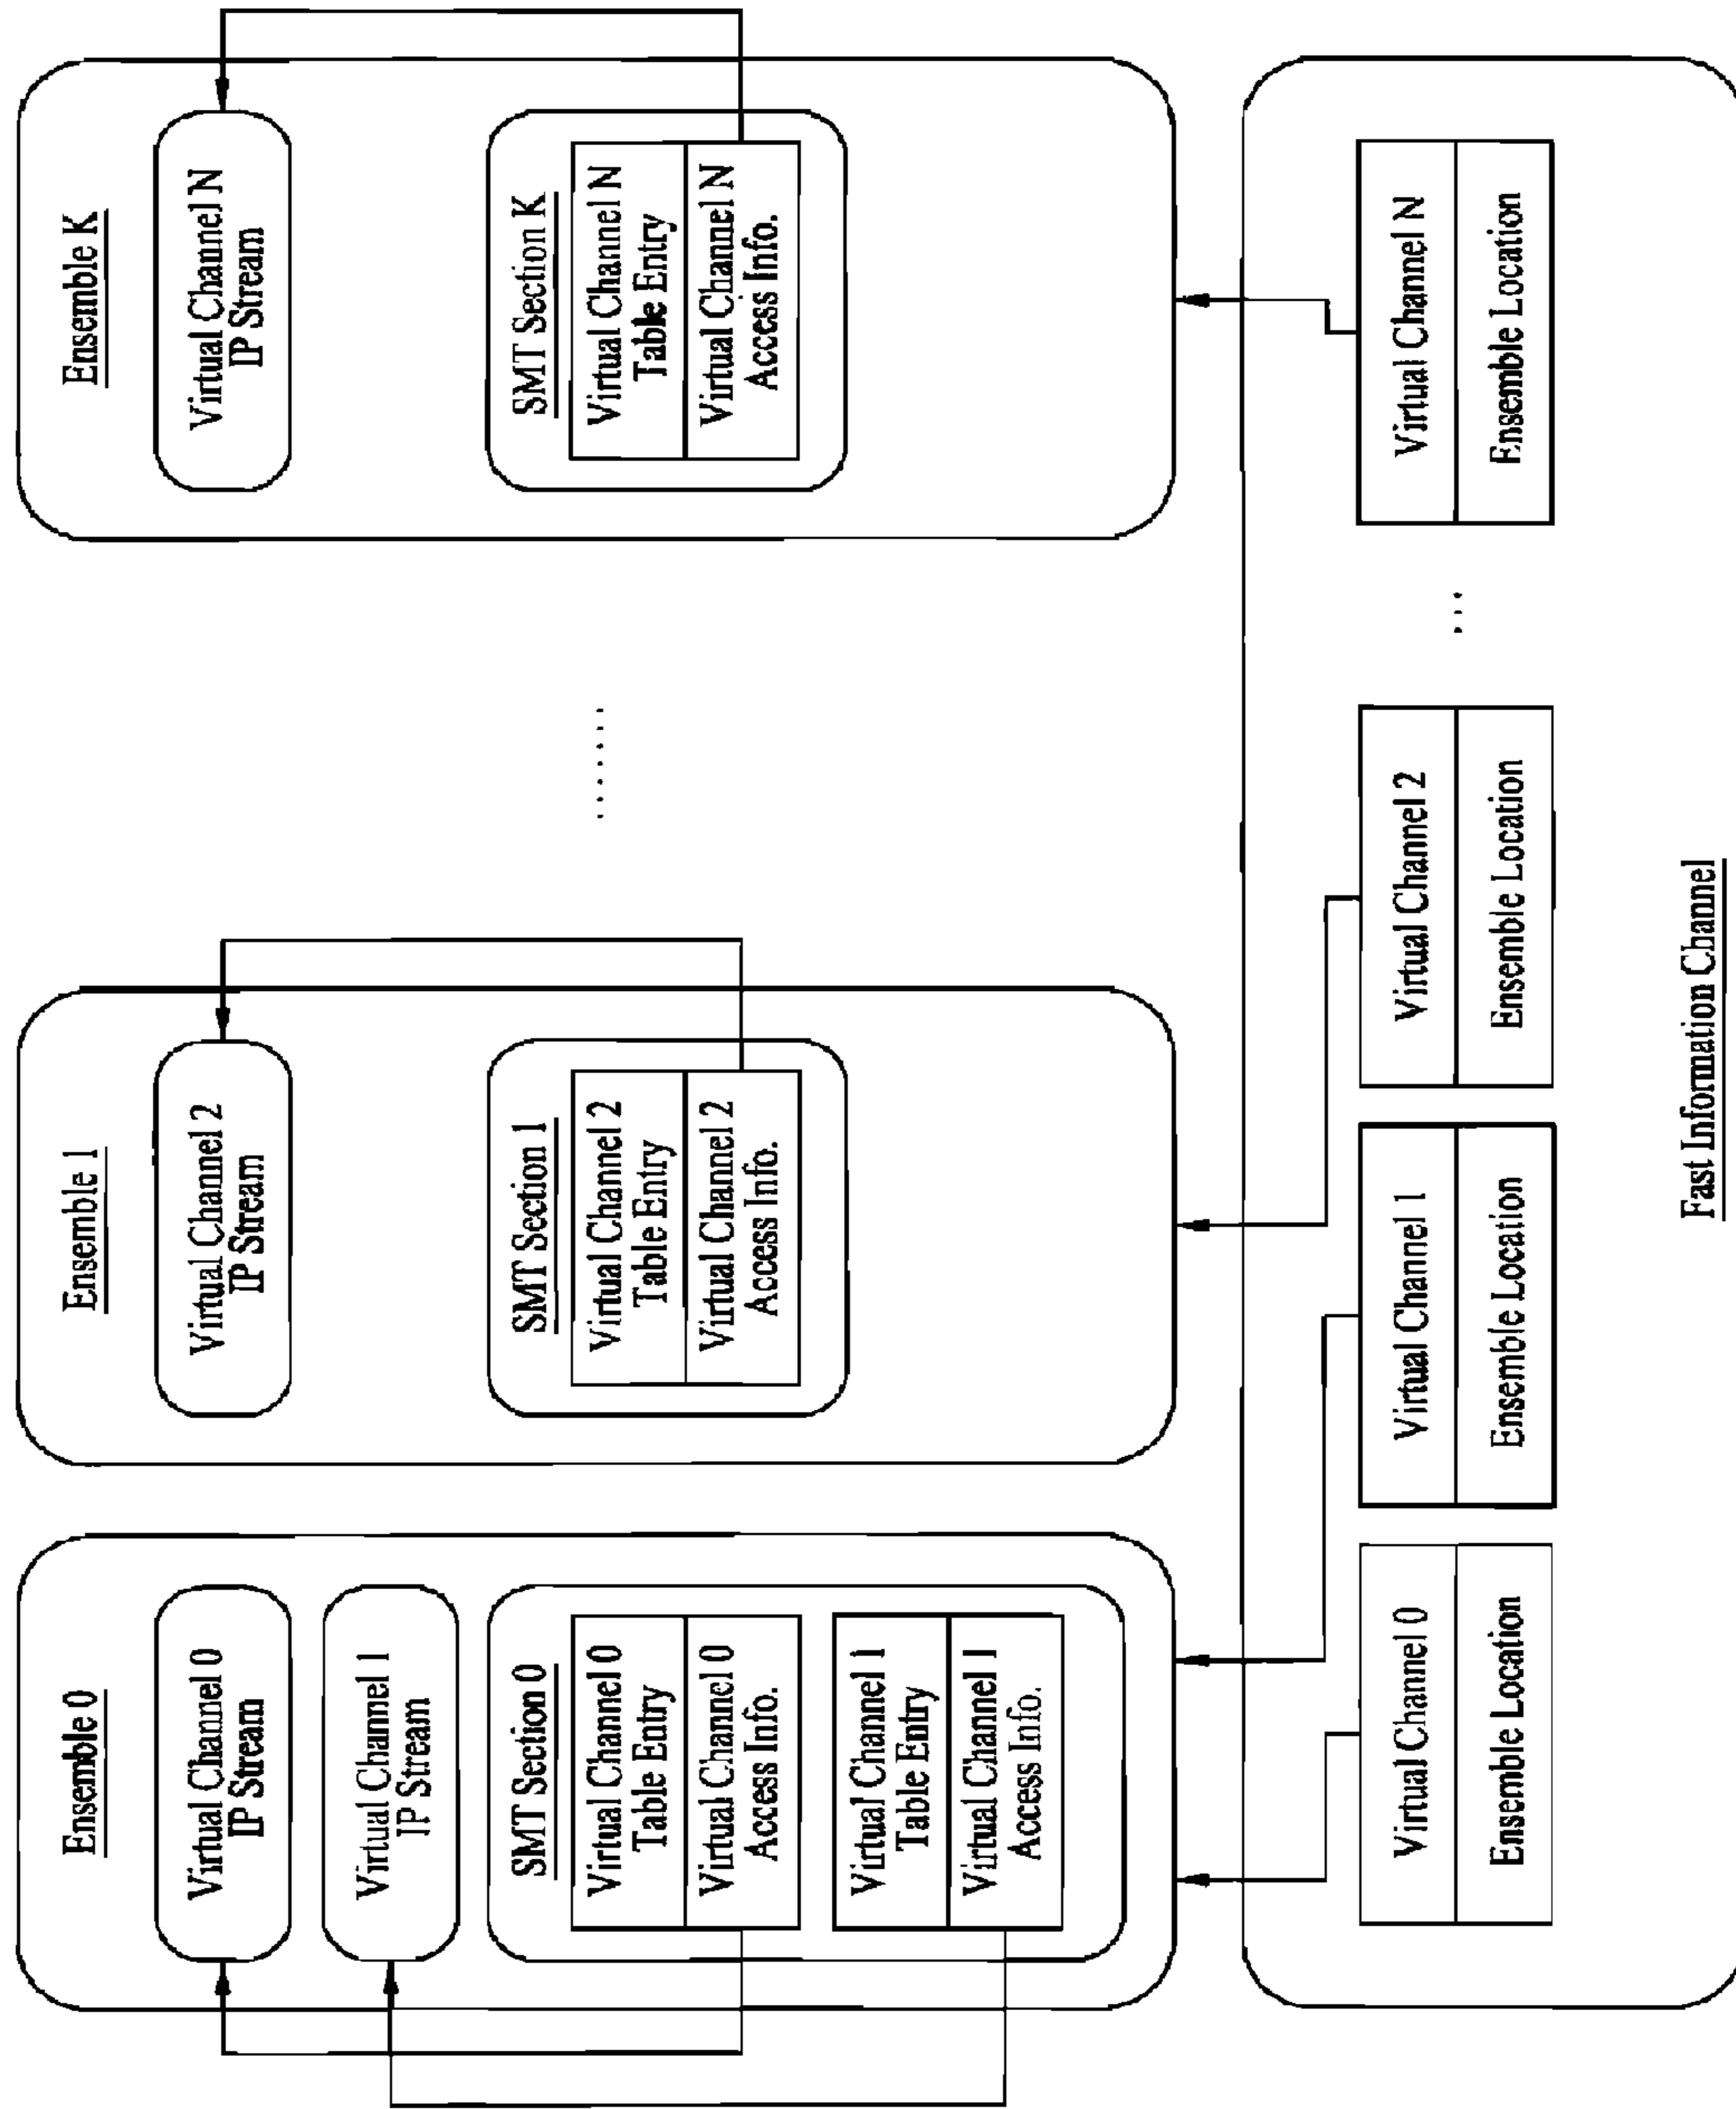 Ensemble 0
Virtual Channel 0
IP Stream
Virtual Channel 1
IP Stream
SMT Section 0
Virtual Channel 0
Table Entry
Virtual Channel 0
Access Info.
Virtual Channel 1
Table Entry
Virtual Channel 1
Access Info.
Ensemble 1
Virtual Channel 2
IP Stream
SMT Section 1
Virtual Channel 2
Table Entry
Virtual Channel 2
Access Info.
.......
Ensemble K
Virtual Channel N
IP Stream
SMT Section K
Virtual Channel N
Table Entry
Virtual Channel N
Access Info.
Virtual Channel 0
Ensemble Location
Virtual Channel 1
Ensemble Location
Virtual Channel 2
Ensemble Location
...
Virtual Channel N
Ensemble Location
Fast Information Channel